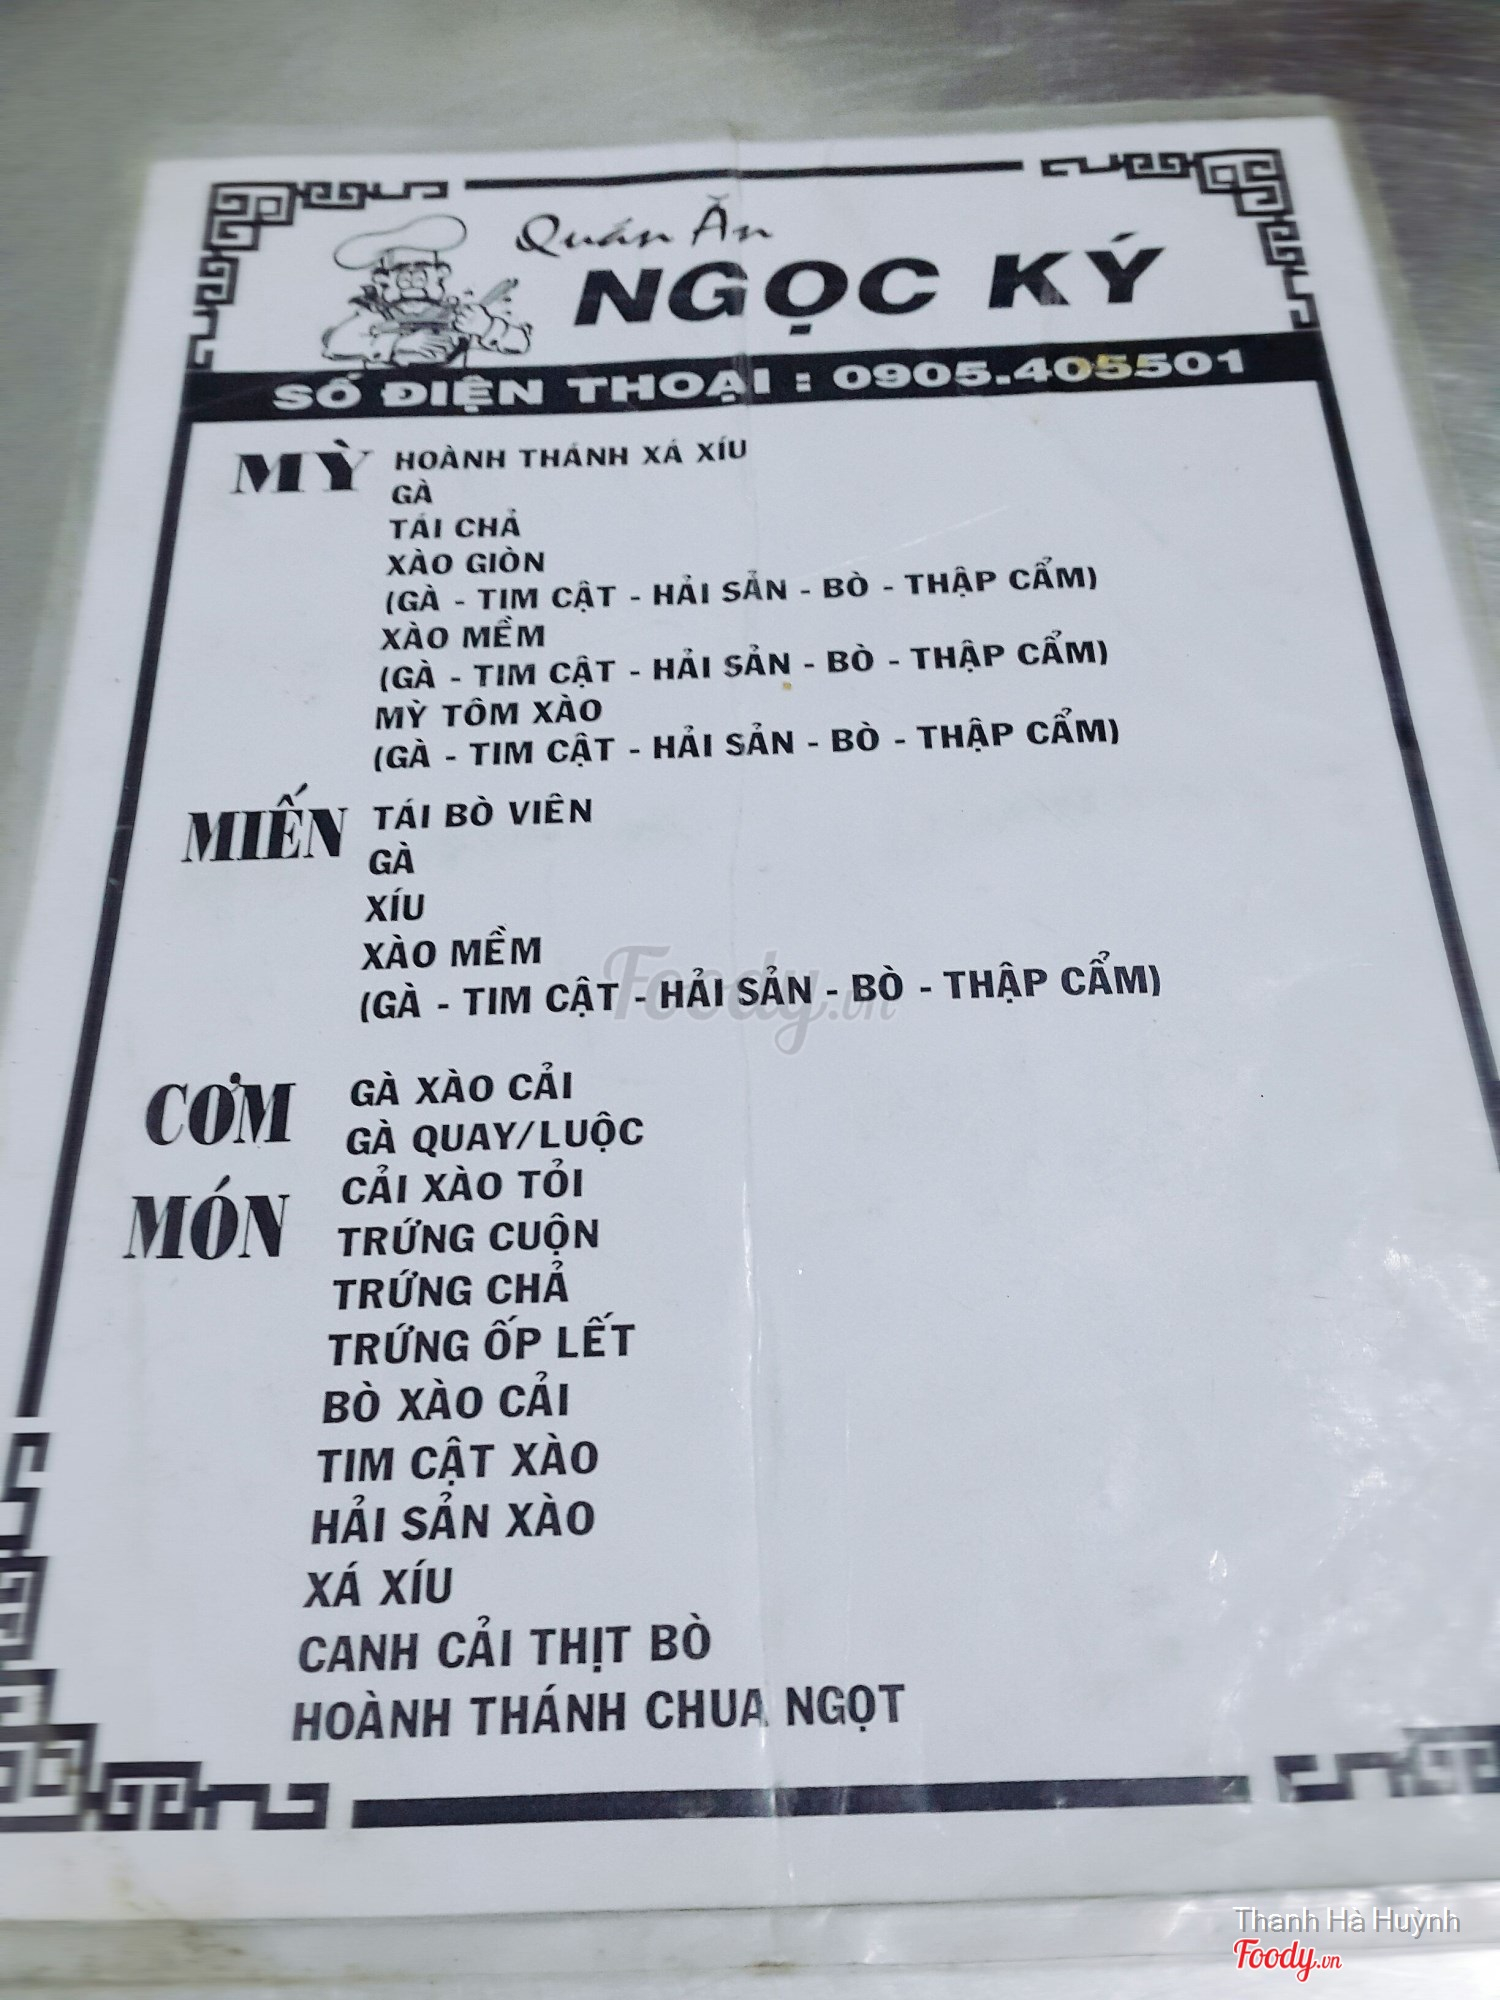 Quán Ăn
NGỌC KÝ
SỐ ĐIỆN THOẠI : 0905.405501
MỲ HOÀNH THÁNH XÁ XÍU
GÀ
TÁI CHẢ
XÀO GIÒN
(GÀ - TIM CẬT - HẢI SẢN - BÒ - THẬP CẨM)
XÀO MỀM
(GÀ - TIM CẬT - HẢI SẢN - BÒ - THẬP CẨM)
MỲ TÔM XÀO
(GÀ - TIM CẬT - HẢI SẢN - BÒ - THẬP CẨM)
MIẾN TÁI BÒ VIÊN
GÀ
XÍU
XÀO MỀM
(GÀ - TIM CẬT - HẢI SẢN - BÒ - THẬP CẨM)
Foody.vn
CƠM GÀ XÀO CẢI
GÀ QUAY/LUỘC
MÓN CẢI XÀO TỎI
TRỨNG CUỘN
TRỨNG CHẢ
TRỨNG ỐP LẾT
BÒ XÀO CẢI
TIM CẬT XÀO
HẢI SẢN XÀO
XÁ XÍU
CANH CẢI THỊT BÒ
HOÀNH THÁNH CHUA NGỌT
Thanh Hà Huỳnh
Foody.vn